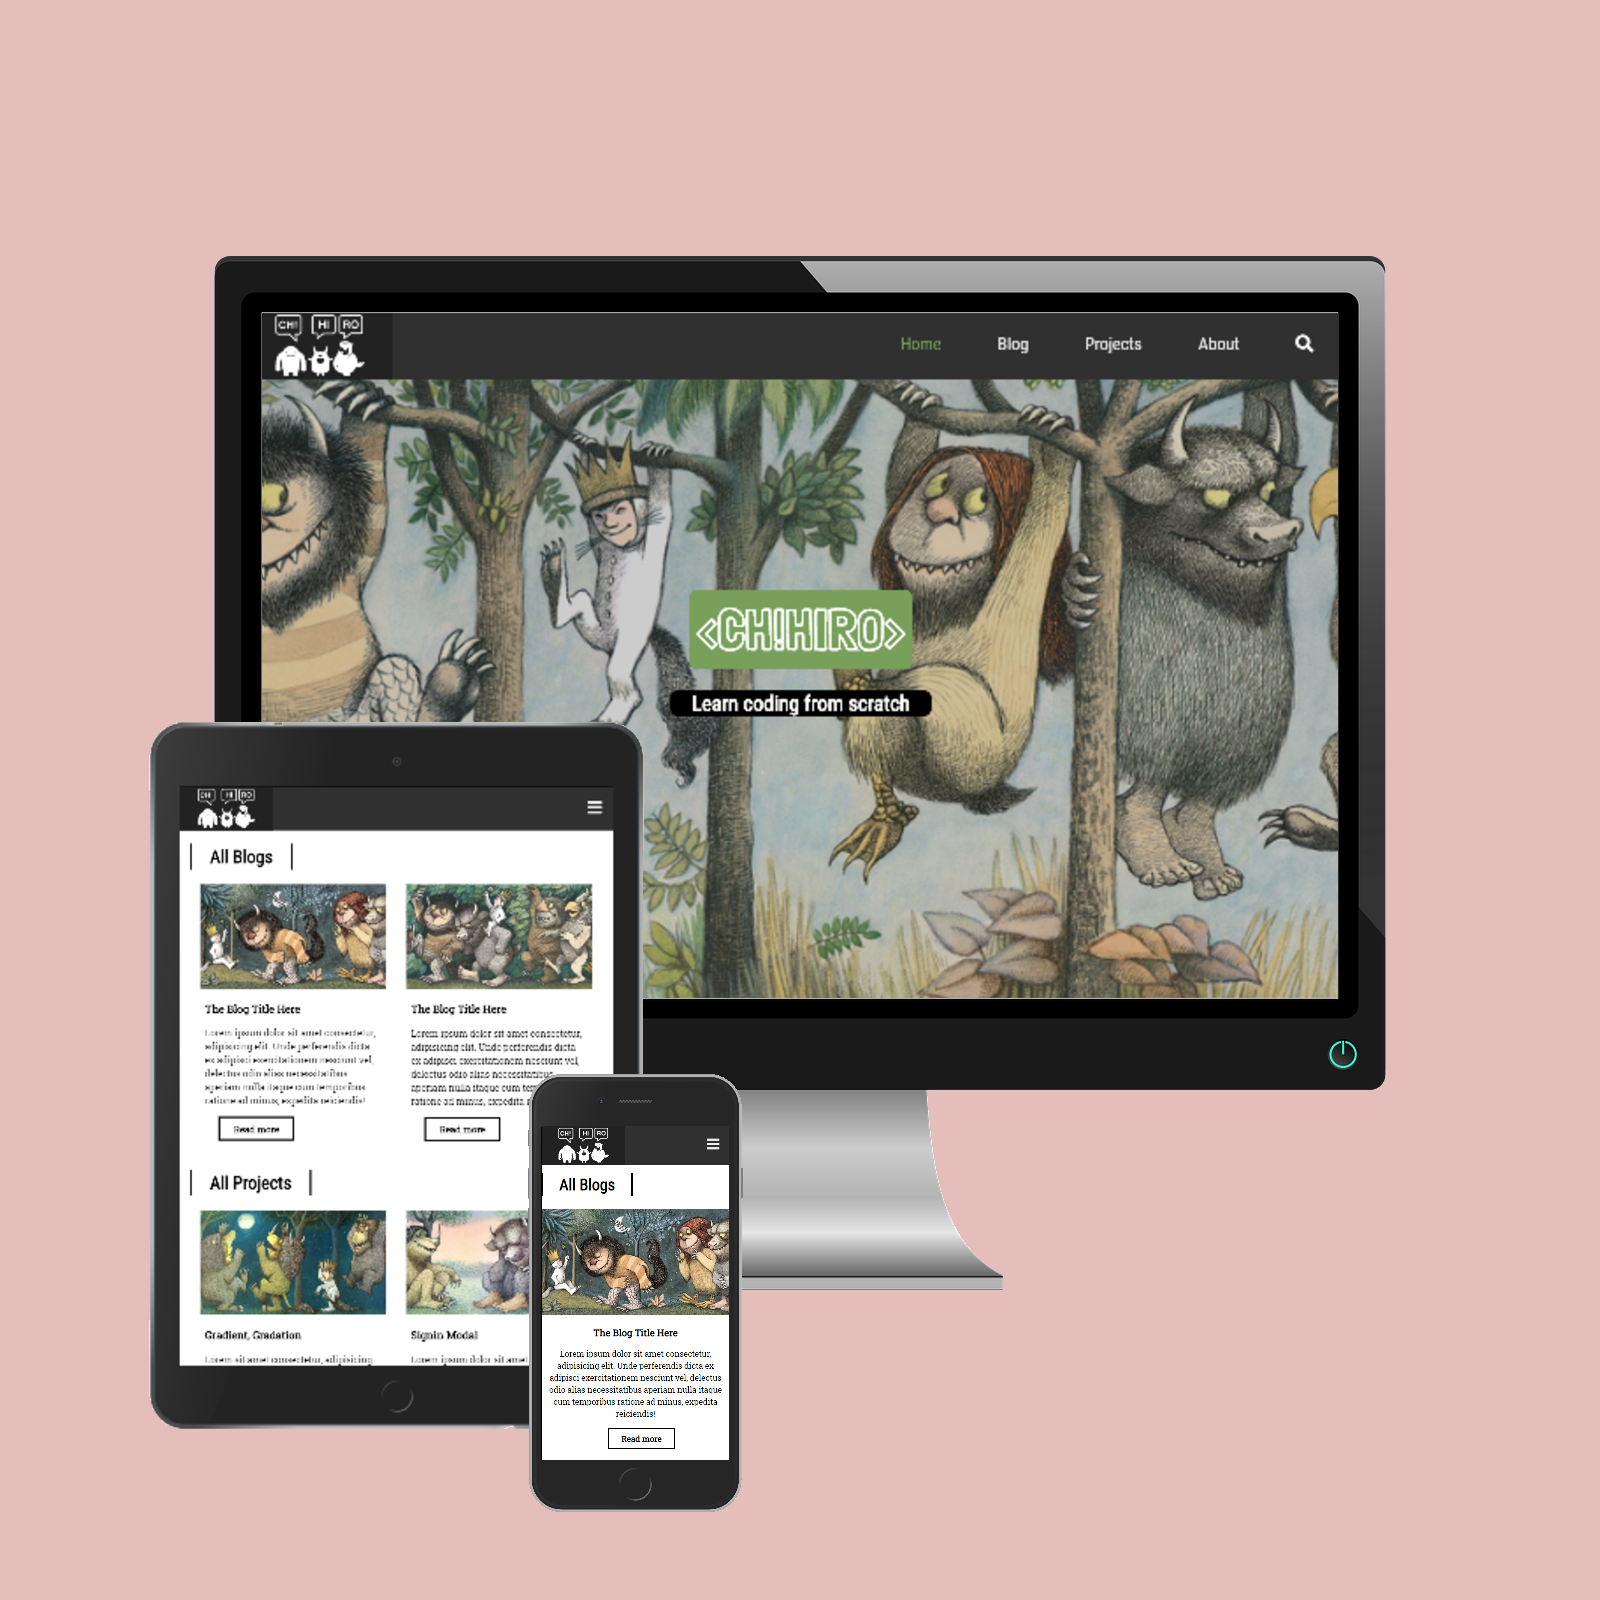 CH! HI RO
Home Blog Projects About
<CH!HIRO>
Learn coding from scratch
CH! HI RO
All Blogs
The Blog Title Here
Lorem ipsum dolor sit amet consectetur,
adipisicing elit. Unde perferendis dicta
ex adipisci exercitationem nesciunt vel,
delectus odio alias necessitatibus
aperiam nulla itaque cum temporibus
ratione ad minus, expedita reiciendis!
Read more
The Blog Title Here
Lorem ipsum dolor sit amet consectetur,
adipisicing elit. Unde perferendis dicta
ex adipisci exercitationem nesciunt vel,
delectus odio alias necessitatibus
aperiam nulla itaque cum
ratione ad minus, expedita
Read more
All Projects
Gradient, Gradation
Lorem sit amet consectetur, adipisicing
Signin Modal
Lorem ipsum dolor sit amet
CH! HI RO
All Blogs
The Blog Title Here
Lorem ipsum dolor sit amet consectetur,
adipisicing elit. Unde perferendis dicta ex
adipisci exercitationem nesciunt vel, delectus
odio alias necessitatibus aperiam nulla itaque
cum temporibus ratione ad minus, expedita
reiciendis!
Read more